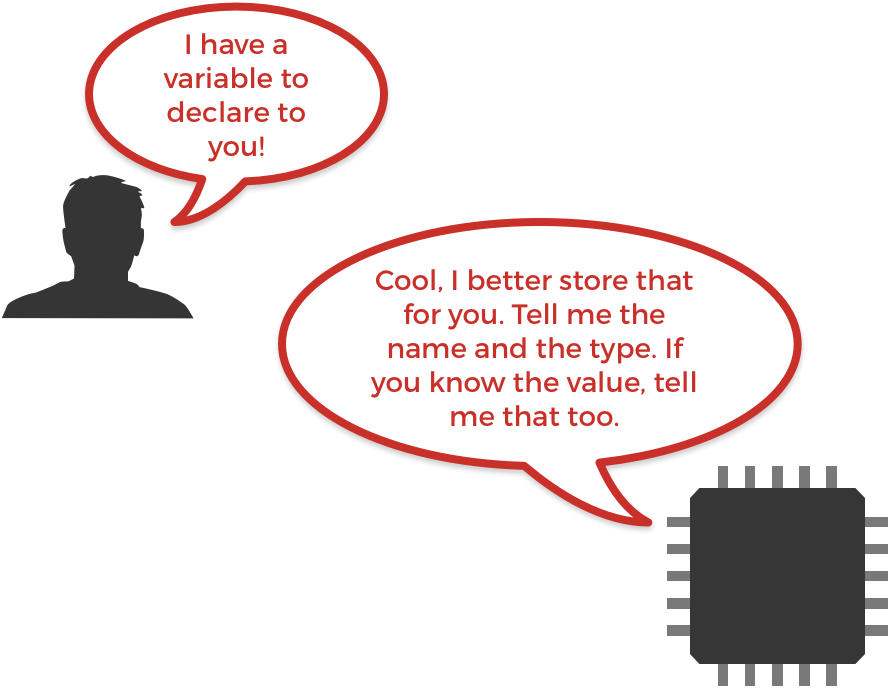 I have a
variable to
declare to
you!
Cool, I better store that
for you. Tell me the
name and the type. If
you know the value, tell
me that too.